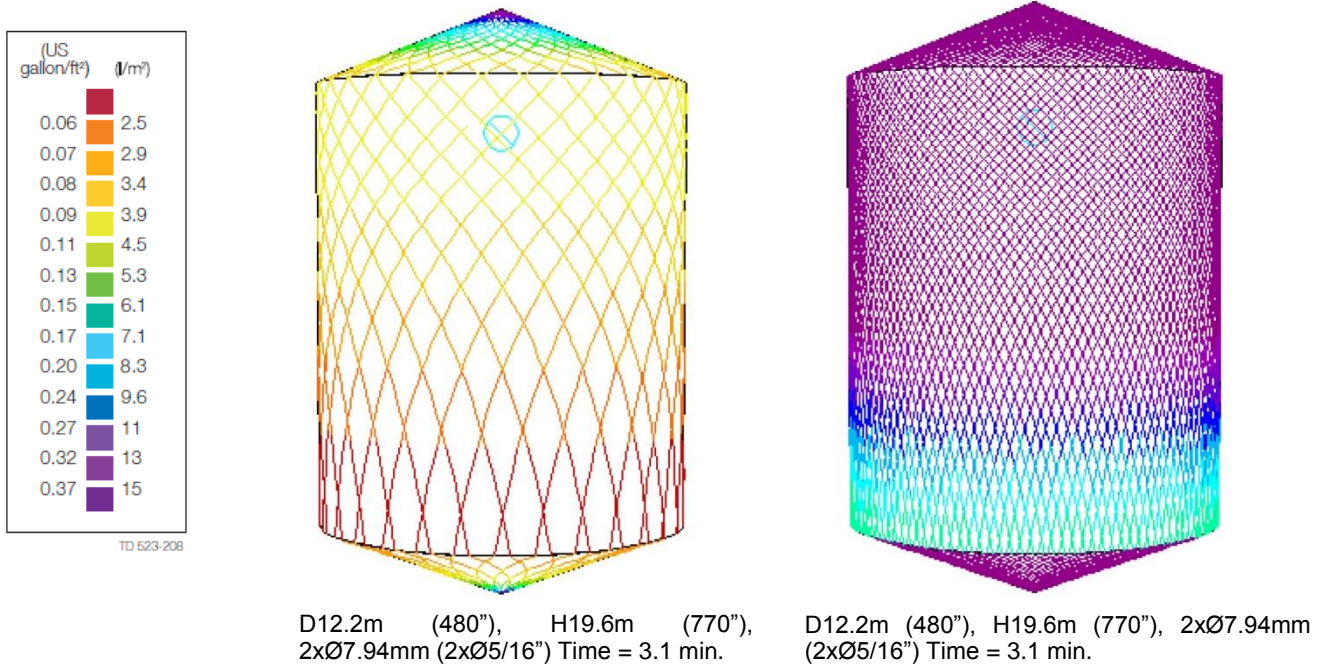 (US
gallon/ft²) (l/m²)
0.06 2.5
0.07 2.9
0.08 3.4
0.09 3.9
0.11 4.5
0.13 5.3
0.15 6.1
0.17 7.1
0.20 8.3
0.24 9.6
0.27 11
0.32 13
0.37 15
TD 523-208
D12.2m (480”), H19.6m (770”),
2xØ7.94mm (2xØ5/16”) Time = 3.1 min.
D12.2m (480”), H19.6m (770”), 2xØ7.94mm
(2xØ5/16”) Time = 3.1 min.